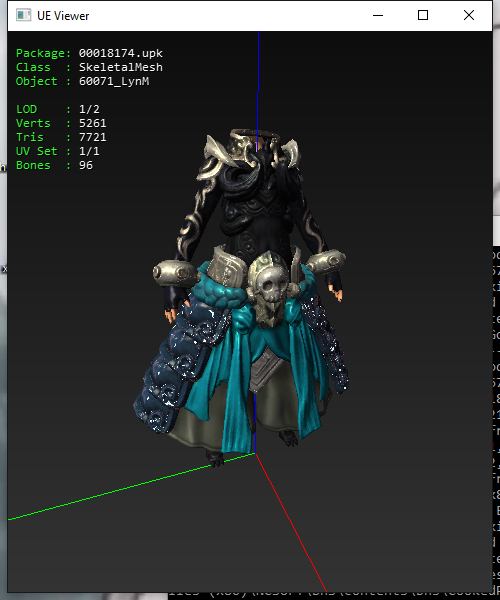 UE Viewer
Package: 00018174.upk
Class : SkeletalMesh
Object : 60071_LynM
LOD : 1/2
Verts : 5261
Tris : 7721
UV Set : 1/1
Bones : 96